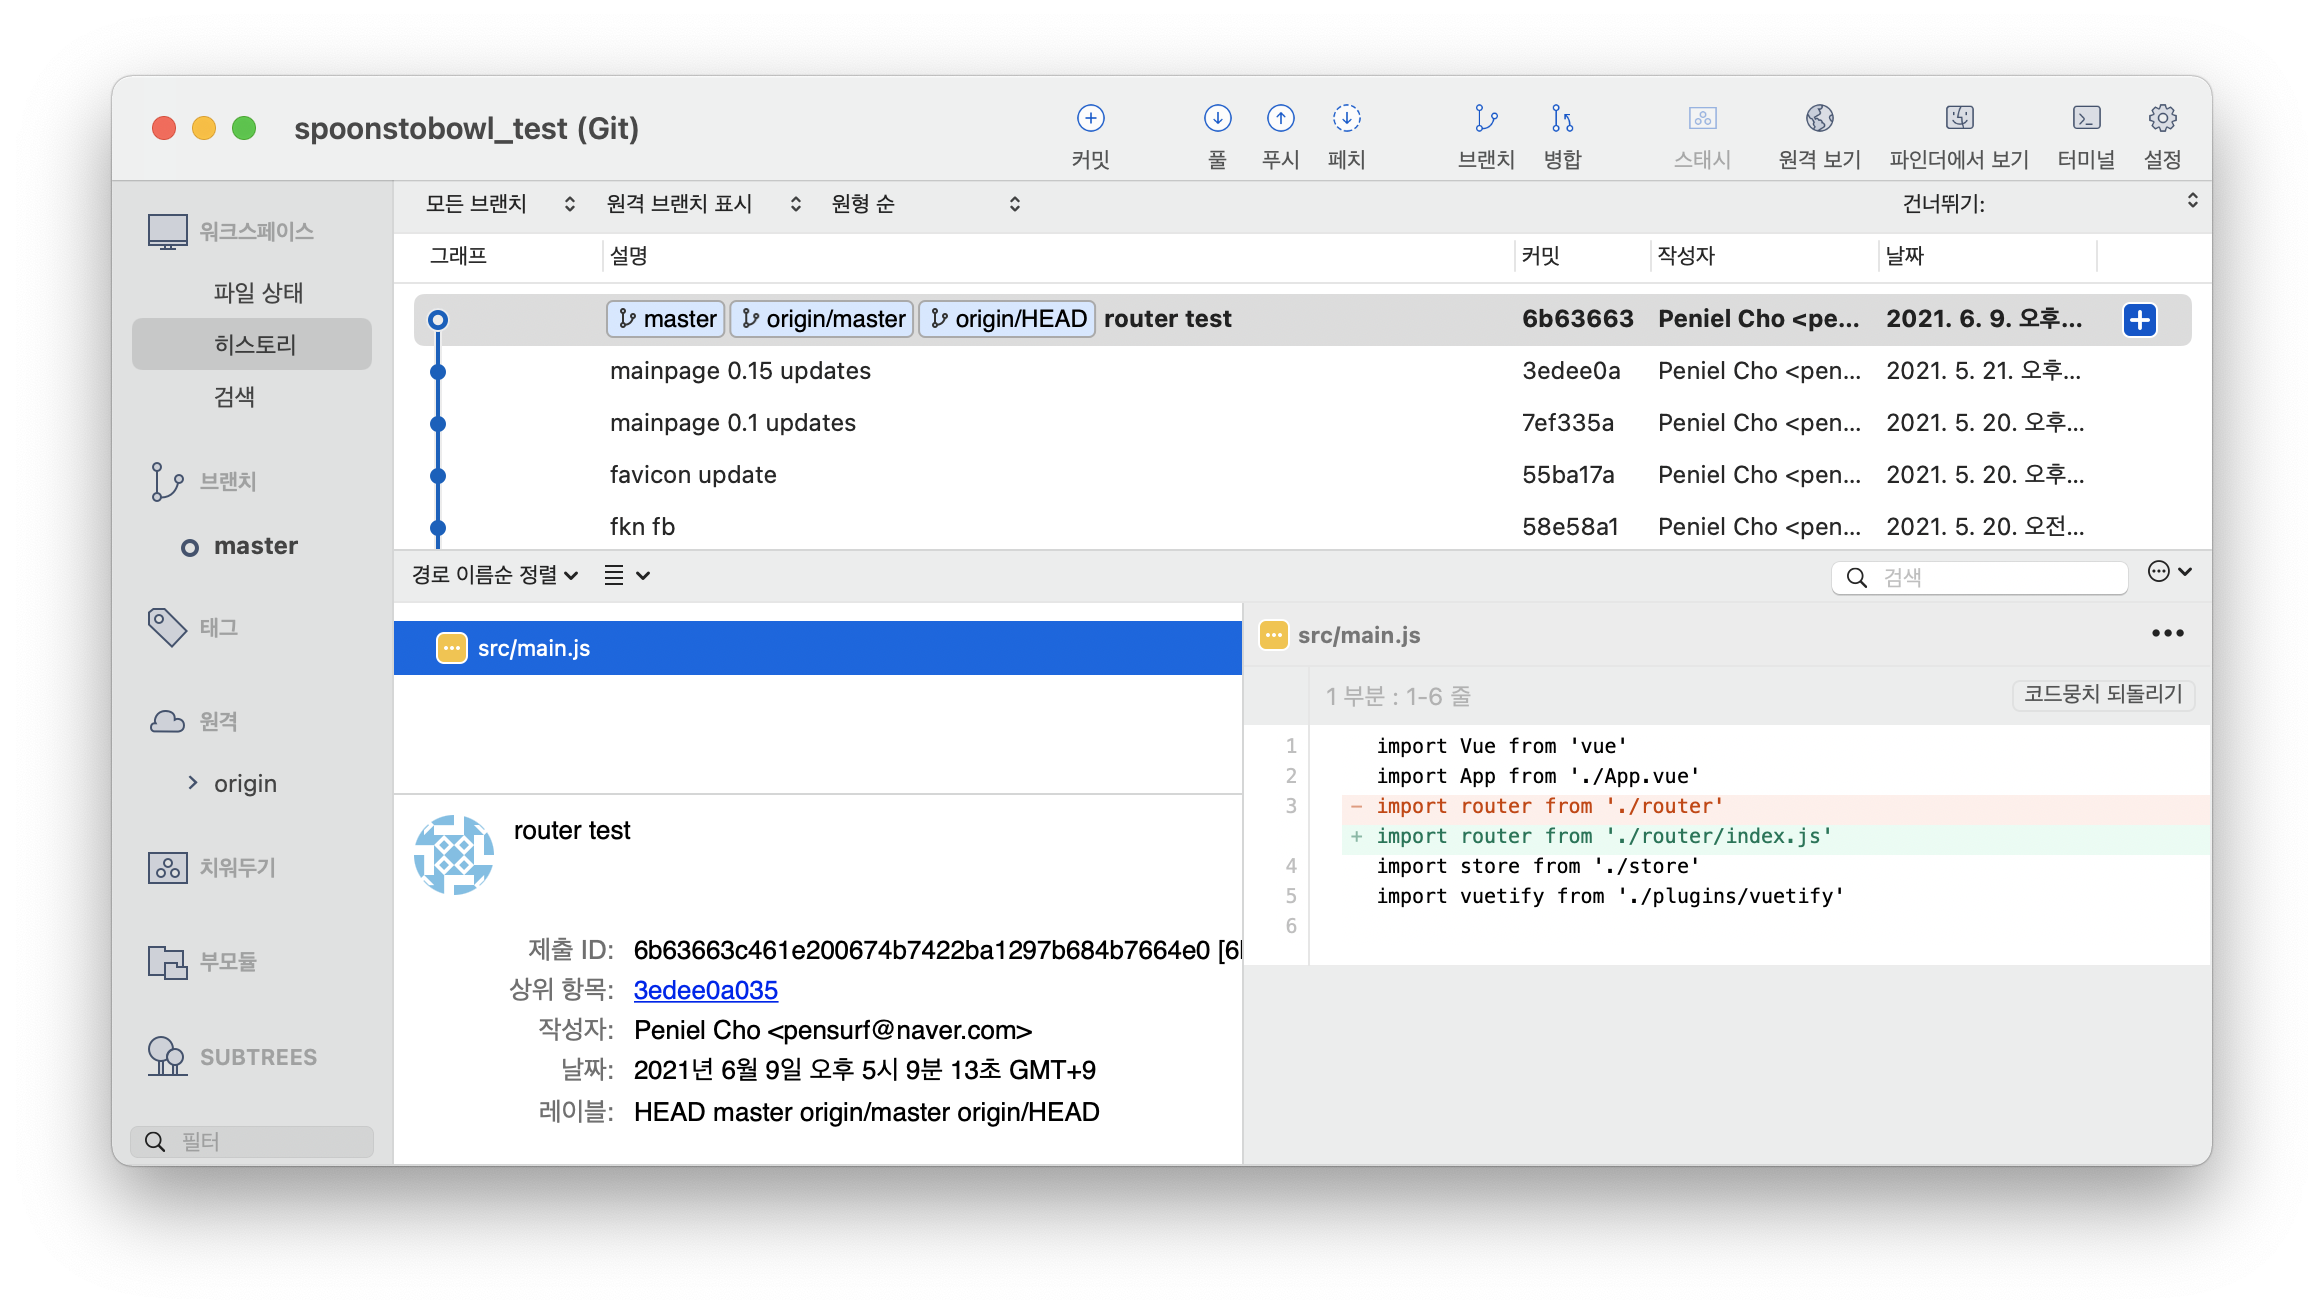 spoonstobowl_test (Git)
커밋 풀 푸시 페치 브랜치 병합 스태시 원격 보기 파인더에서 보기 터미널 설정
워크스페이스
파일 상태
히스토리
검색
브랜치
master
태그
원격
origin
치워두기
부모듈
SUBTREES
필터
모든 브랜치 원격 브랜치 표시 원형 순 건너뛰기:
그래프 설명 커밋 작성자 날짜
master origin/master origin/HEAD router test 6b63663 Peniel Cho <pe... 2021. 6. 9. 오후...
mainpage 0.15 updates 3edee0a Peniel Cho <pen... 2021. 5. 21. 오후...
mainpage 0.1 updates 7ef335a Peniel Cho <pen... 2021. 5. 20. 오후...
favicon update 55ba17a Peniel Cho <pen... 2021. 5. 20. 오후...
fkn fb 58e58a1 Peniel Cho <pen... 2021. 5. 20. 오전...
경로 이름순 정렬 검색
src/main.js
router test
제출 ID: 6b63663c461e200674b7422ba1297b684b7664e0 [6
상위 항목: 3edee0a035
작성자: Peniel Cho <pensurf@naver.com>
날짜: 2021년 6월 9일 오후 5시 9분 13초 GMT+9
레이블: HEAD master origin/master origin/HEAD
src/main.js
1 부분 : 1-6 줄 코드뭉치 되돌리기
1 import Vue from 'vue'
2 import App from './App.vue'
3 - import router from './router'
+ import router from './router/index.js'
4 import store from './store'
5 import vuetify from './plugins/vuetify'
6